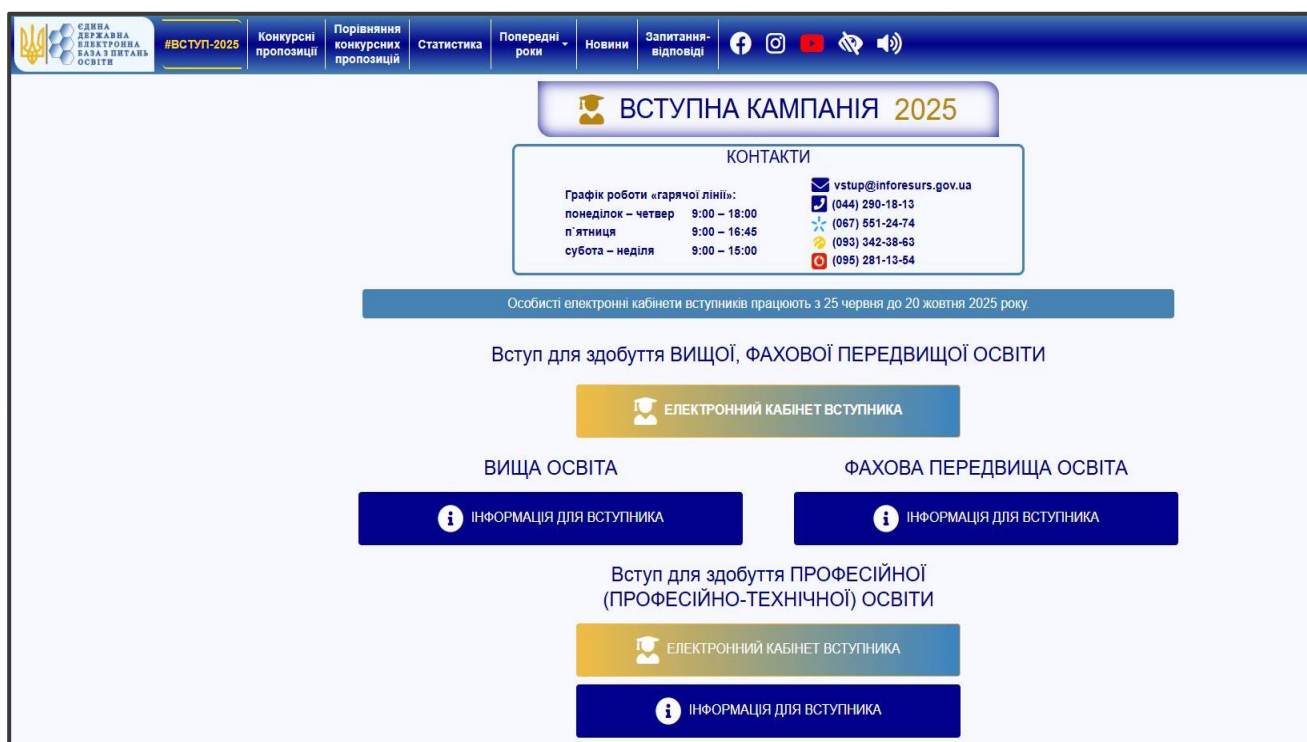 ЄДИНА
ДЕРЖАВНА
ЕЛЕКТРОННА
БАЗА З ПИТАНЬ
ОСВІТИ
#ВСТУП-2025
Конкурсні
пропозиції
Порівняння
конкурсних
пропозицій
Статистика
Попередні
роки
Новини
Запитання-
відповіді
ВСТУПНА КАМПАНІЯ 2025
КОНТАКТИ
Графік роботи «гарячої лінії»:
понеділок – четвер 9:00 – 18:00
п`ятниця 9:00 – 16:45
субота – неділя 9:00 – 15:00
vstup@inforesurs.gov.ua
(044) 290-18-13
(067) 551-24-74
(093) 342-38-63
(095) 281-13-54
Особисті електронні кабінети вступників працюють з 25 червня до 20 жовтня 2025 року.
Вступ для здобуття ВИЩОЇ, ФАХОВОЇ ПЕРЕДВИЩОЇ ОСВІТИ
ЕЛЕКТРОННИЙ КАБІНЕТ ВСТУПНИКА
ВИЩА ОСВІТА
ІНФОРМАЦІЯ ДЛЯ ВСТУПНИКА
ФАХОВА ПЕРЕДВИЩА ОСВІТА
ІНФОРМАЦІЯ ДЛЯ ВСТУПНИКА
Вступ для здобуття ПРОФЕСІЙНОЇ
(ПРОФЕСІЙНО-ТЕХНІЧНОЇ) ОСВІТИ
ЕЛЕКТРОННИЙ КАБІНЕТ ВСТУПНИКА
ІНФОРМАЦІЯ ДЛЯ ВСТУПНИКА